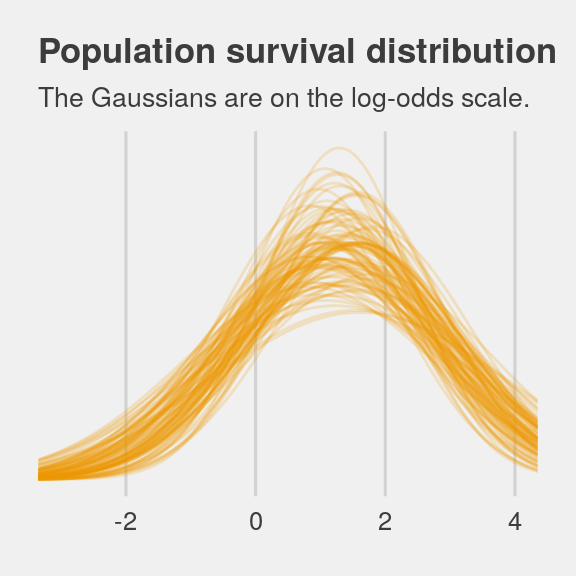 Population survival distribution
The Gaussians are on the log-odds scale.
-2 0 2 4